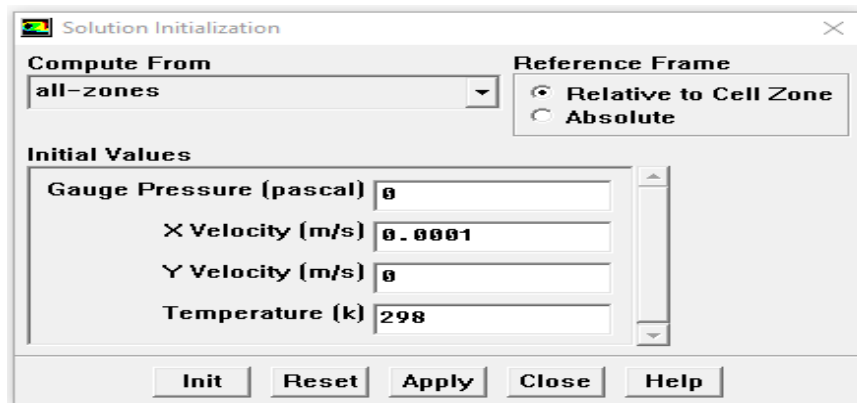 Solution Initialization
Compute From
all-zones
Reference Frame
Relative to Cell Zone
Absolute
Initial Values
Gauge Pressure (pascal) 0
X Velocity (m/s) 0.0001
Y Velocity (m/s) 0
Temperature (k) 298
Init Reset Apply Close Help